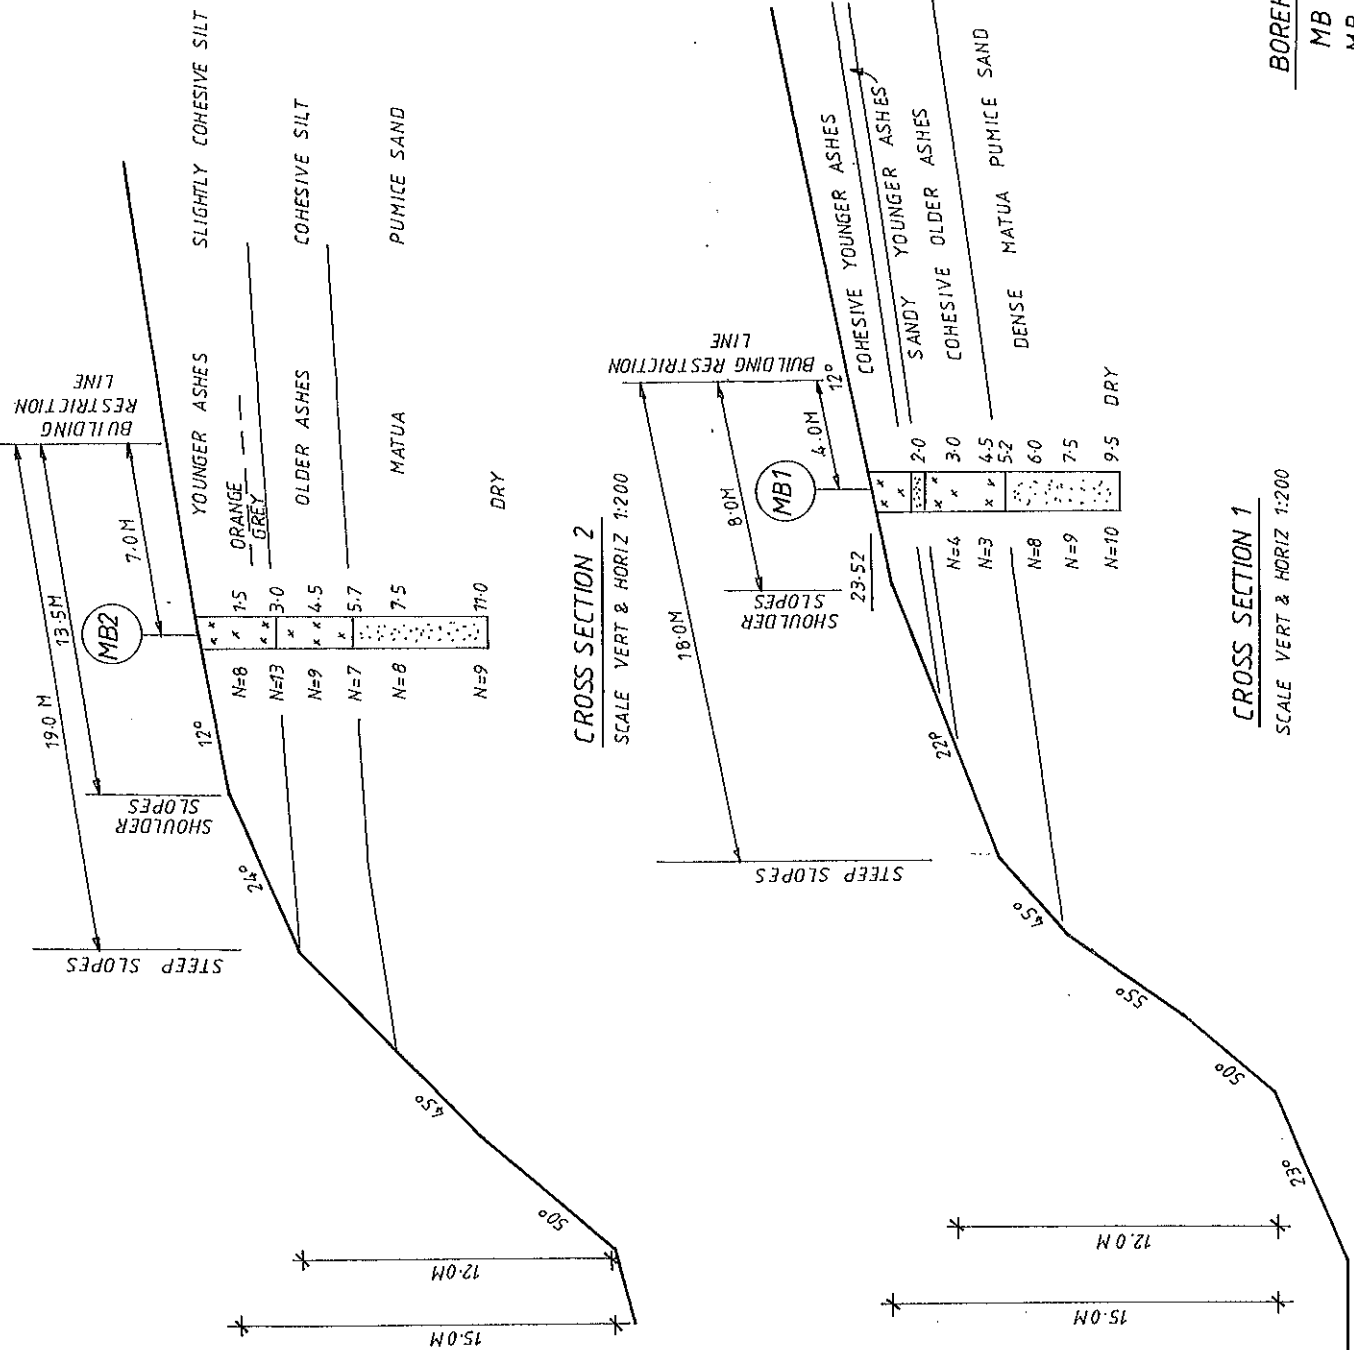 BUILDING
RESTRICTION
LINE
19.0 M
13.5M
7.0M
MB2
SHOULDER
SLOPES
STEEP SLOPES
12°
24°
45°
50°
YOUNGER ASHES
SLIGHTLY COHESIVE SILT
ORANGE
GREY
OLDER ASHES
COHESIVE SILT
MATUA
PUMICE SAND
DRY
N=8
1.5
N=13
3.0
N=9
4.5
N=7
5.7
N=8
7.5
N=9
11.0
12.0M
15.0M
CROSS SECTION 2
SCALE VERT & HORIZ 1:200
BUILDING RESTRICTION
LINE
18.0M
8.0M
4.0M
MB1
SHOULDER
SLOPES
STEEP SLOPES
23.52
12°
22°
45°
55°
50°
23°
COHESIVE YOUNGER ASHES
SANDY YOUNGER ASHES
COHESIVE OLDER ASHES
DENSE MATUA PUMICE SAND
DRY
2.0
N=4
3.0
N=3
4.5
5.2
N=8
6.0
N=9
7.5
N=10
9.5
12.0M
15.0M
CROSS SECTION 1
SCALE VERT & HORIZ 1:200
MB